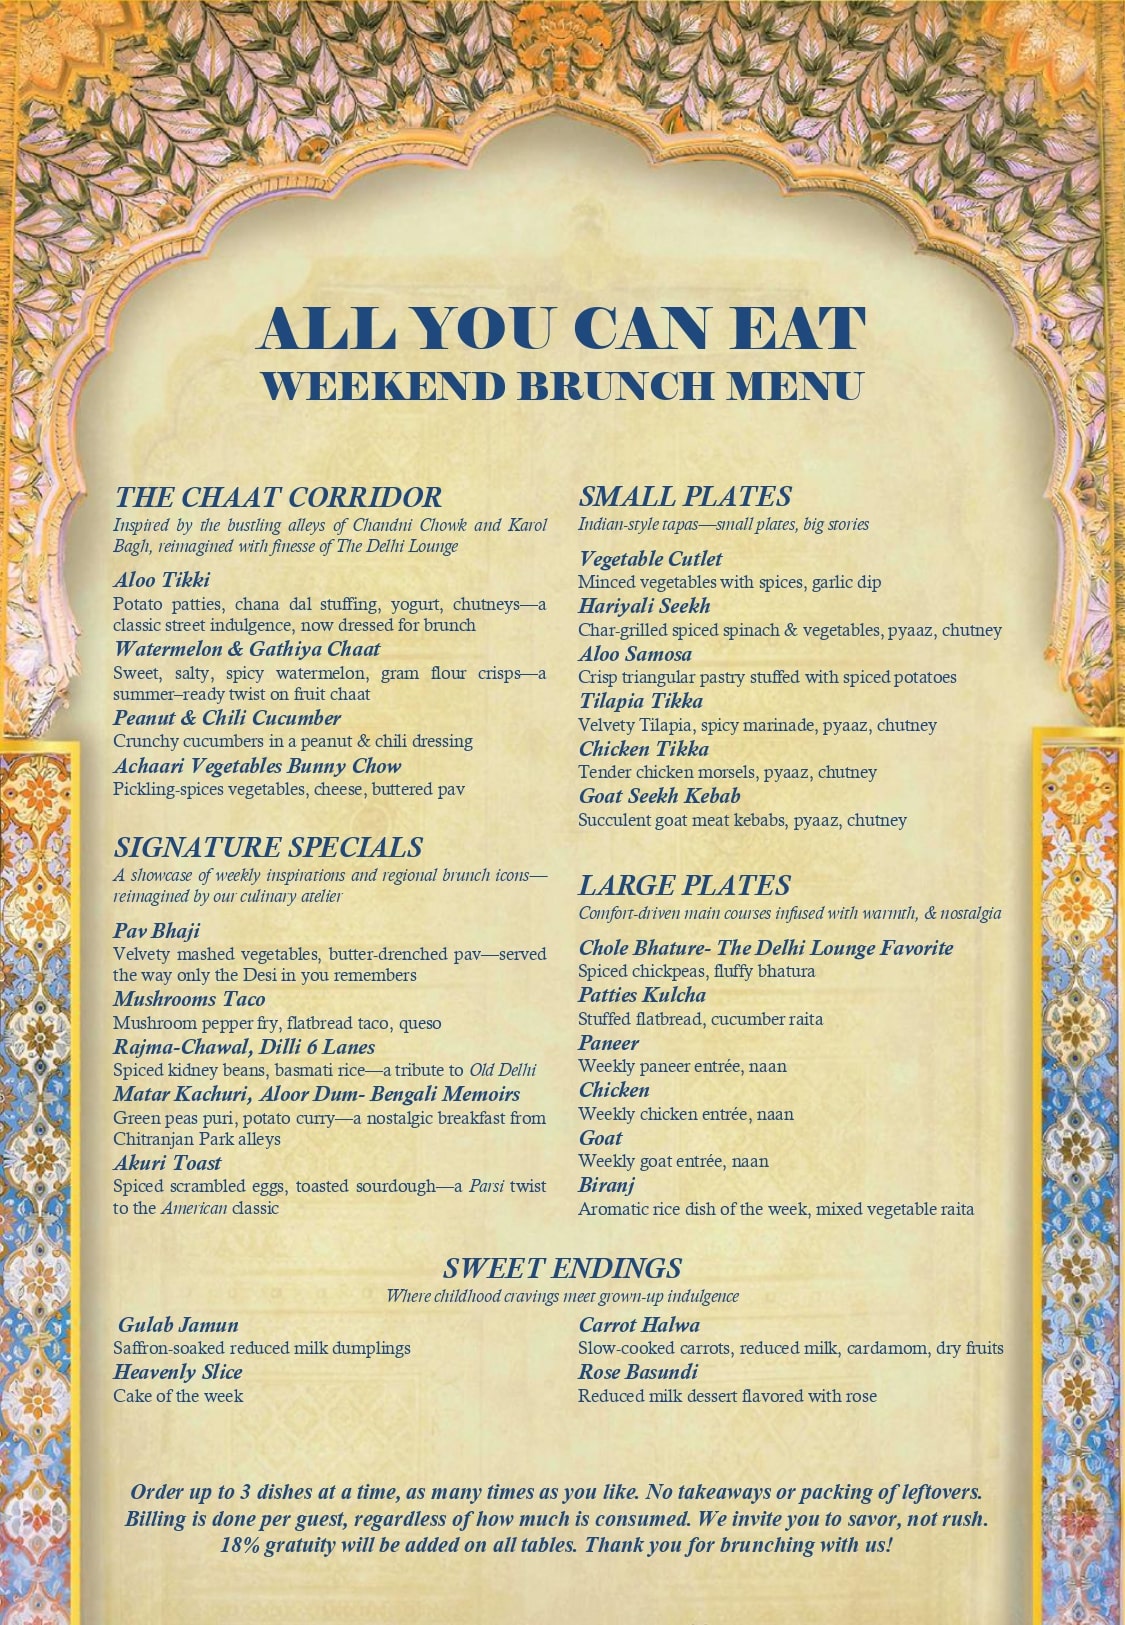 ALL YOU CAN EAT
WEEKEND BRUNCH MENU
THE CHAAT CORRIDOR
Inspired by the bustling alleys of Chandni Chowk and Karol
Bagh, reimagined with finesse of The Delhi Lounge
Aloo Tikki
Potato patties, chana dal stuffing, yogurt, chutneys—a
classic street indulgence, now dressed for brunch
Watermelon & Gathiya Chaat
Sweet, salty, spicy watermelon, gram flour crisps—a
summer–ready twist on fruit chaat
Peanut & Chili Cucumber
Crunchy cucumbers in a peanut & chili dressing
Achaari Vegetables Bunny Chow
Pickling-spices vegetables, cheese, buttered pav
SIGNATURE SPECIALS
A showcase of weekly inspirations and regional brunch icons—
reimagined by our culinary atelier
Pav Bhaji
Velvety mashed vegetables, butter-drenched pav—served
the way only the Desi in you remembers
Mushrooms Taco
Mushroom pepper fry, flatbread taco, queso
Rajma-Chawal, Dilli 6 Lanes
Spiced kidney beans, basmati rice—a tribute to Old Delhi
Matar Kachuri, Aloor Dum- Bengali Memoirs
Green peas puri, potato curry—a nostalgic breakfast from
Chitranjan Park alleys
Akuri Toast
Spiced scrambled eggs, toasted sourdough—a Parsi twist
to the American classic
SMALL PLATES
Indian-style tapas—small plates, big stories
Vegetable Cutlet
Minced vegetables with spices, garlic dip
Hariyali Seekh
Char-grilled spiced spinach & vegetables, pyaaz, chutney
Aloo Samosa
Crisp triangular pastry stuffed with spiced potatoes
Tilapia Tikka
Velvety Tilapia, spicy marinade, pyaaz, chutney
Chicken Tikka
Tender chicken morsels, pyaaz, chutney
Goat Seekh Kebab
Succulent goat meat kebabs, pyaaz, chutney
LARGE PLATES
Comfort-driven main courses infused with warmth, & nostalgia
Chole Bhature- The Delhi Lounge Favorite
Spiced chickpeas, fluffy bhatura
Patties Kulcha
Stuffed flatbread, cucumber raita
Paneer
Weekly paneer entrée, naan
Chicken
Weekly chicken entrée, naan
Goat
Weekly goat entrée, naan
Biranj
Aromatic rice dish of the week, mixed vegetable raita
SWEET ENDINGS
Where childhood cravings meet grown-up indulgence
Gulab Jamun
Saffron-soaked reduced milk dumplings
Heavenly Slice
Cake of the week
Carrot Halwa
Slow-cooked carrots, reduced milk, cardamom, dry fruits
Rose Basundi
Reduced milk dessert flavored with rose
Order up to 3 dishes at a time, as many times as you like. No takeaways or packing of leftovers.
Billing is done per guest, regardless of how much is consumed. We invite you to savor, not rush.
18% gratuity will be added on all tables. Thank you for brunching with us!